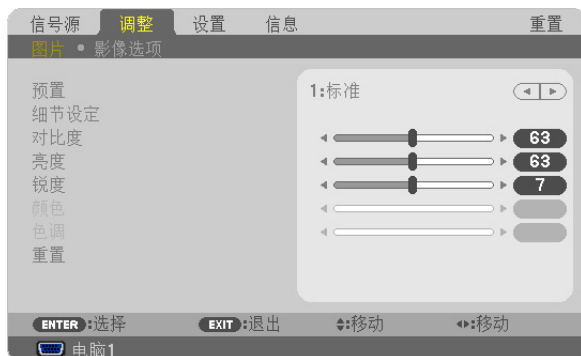 信号源 调整 设置 信息 重置
图片 • 影像选项
预置 1:标准
细节设定
对比度 63
亮度 63
锐度 7
颜色
色调
重置
ENTER:选择 EXIT:退出 :移动 :移动
电脑1